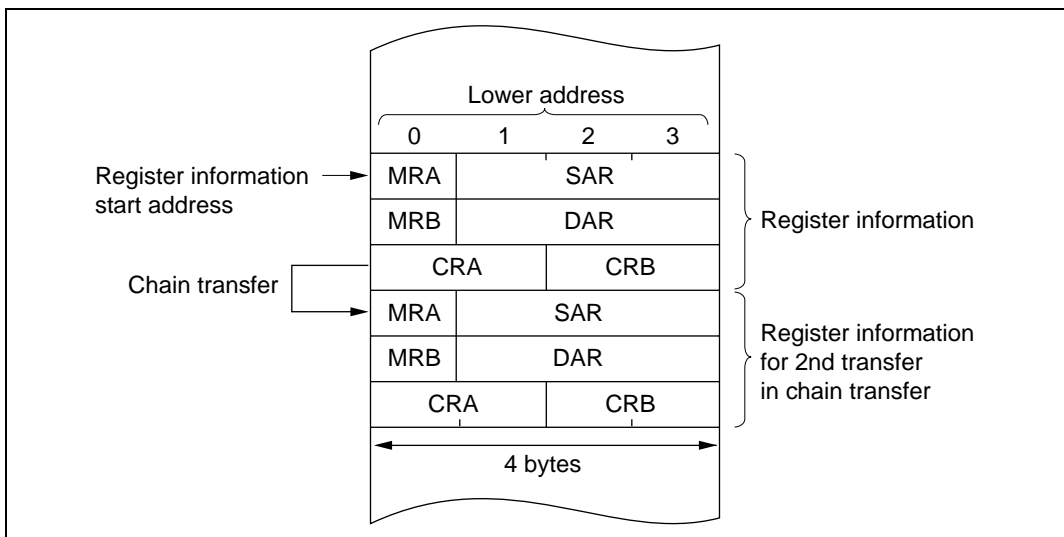 Lower address
0 1 2 3
Register information
start address
MRA SAR
MRB DAR
Register information
CRA CRB
Chain transfer
MRA SAR
MRB DAR
Register information
for 2nd transfer
in chain transfer
CRA CRB
4 bytes